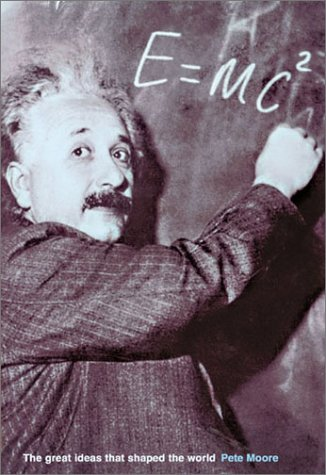 E=MC²
The great ideas that shaped the world Pete Moore